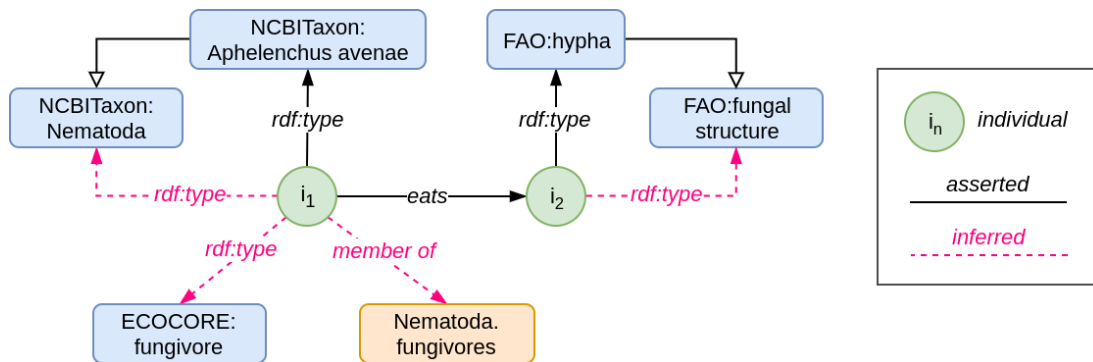 NCBITaxon:
Aphelenchus avenae
FAO:hypha
NCBITaxon:
Nematoda
rdf:type
rdf:type
FAO:fungal
structure
in
individual
rdf:type
i1
eats
i2
rdf:type
asserted
rdf:type
member of
inferred
ECOCORE:
fungivore
Nematoda.
fungivores